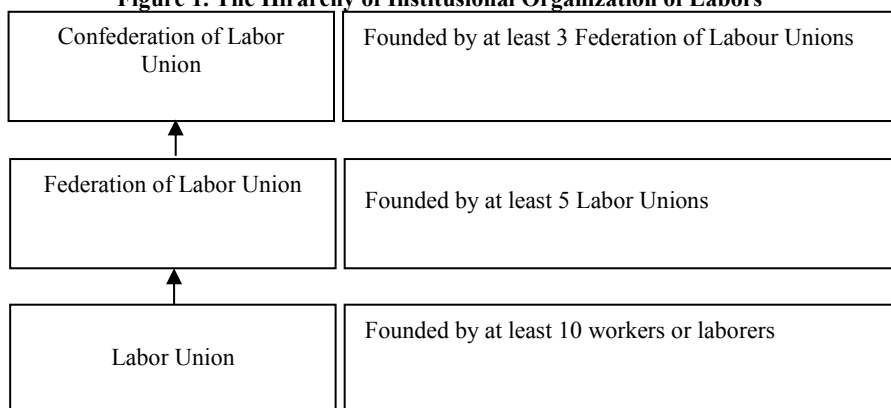 Figure 1. The Hirarchy of Institusional Organization of Labors
Confederation of Labor
Union
Founded by at least 3 Federation of Labour Unions
Federation of Labor Union
Founded by at least 5 Labor Unions
Labor Union
Founded by at least 10 workers or laborers